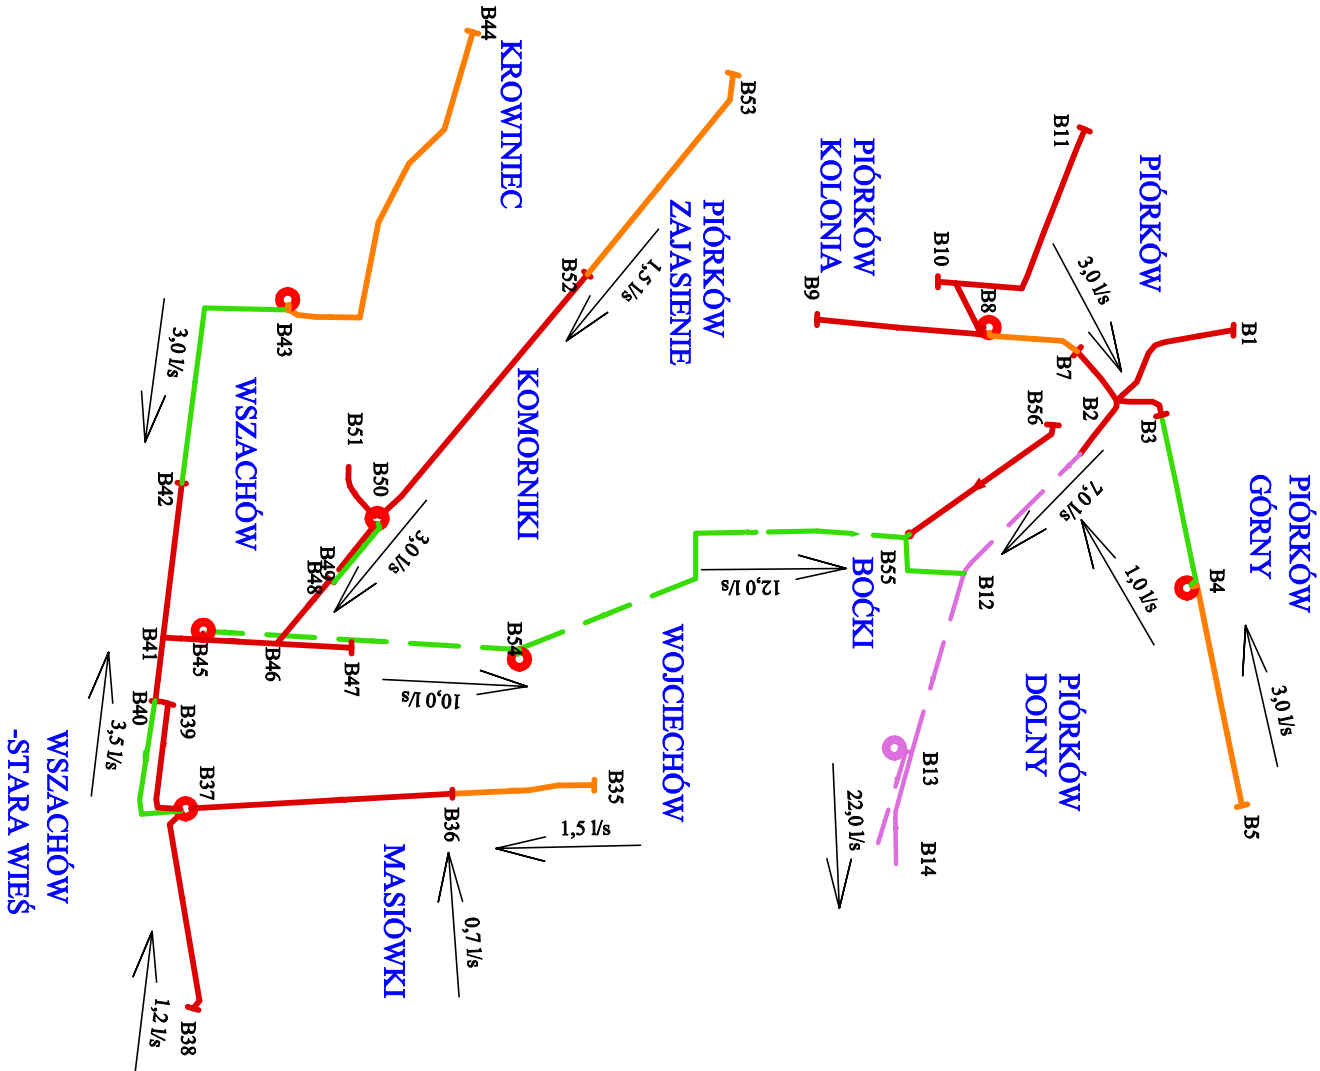 B44
KROWINIEC
B53
B11
PIÓRKÓW
PIÓRKÓW
KOLONIA
PIÓRKÓW
ZAJASIENIE
B10
B52
1,5 l/s
3,0 l/s
B9
B8
B1
B43
3,0 l/s
B7
KOMORNIKI
WSZACHÓW
B56
B2
B3
B51
B50
B42
PIÓRKÓW
GÓRNY
7,0 l/s
3,0 l/s
B49
B48
B55
BOĆKI
B12
1,0 l/s
B4
12,0 l/s
B41
B45
B46
B47
B54
WOJCIECHÓW
10,0 l/s
PIÓRKÓW
DOLNY
3,0 l/s
B40
B39
3,5 l/s
WSZACHÓW
-STARA WIEŚ
B37
B36
B35
1,5 l/s
B13
B14
22,0 l/s
B5
MASIÓWKI
0,7 l/s
1,2 l/s
B38